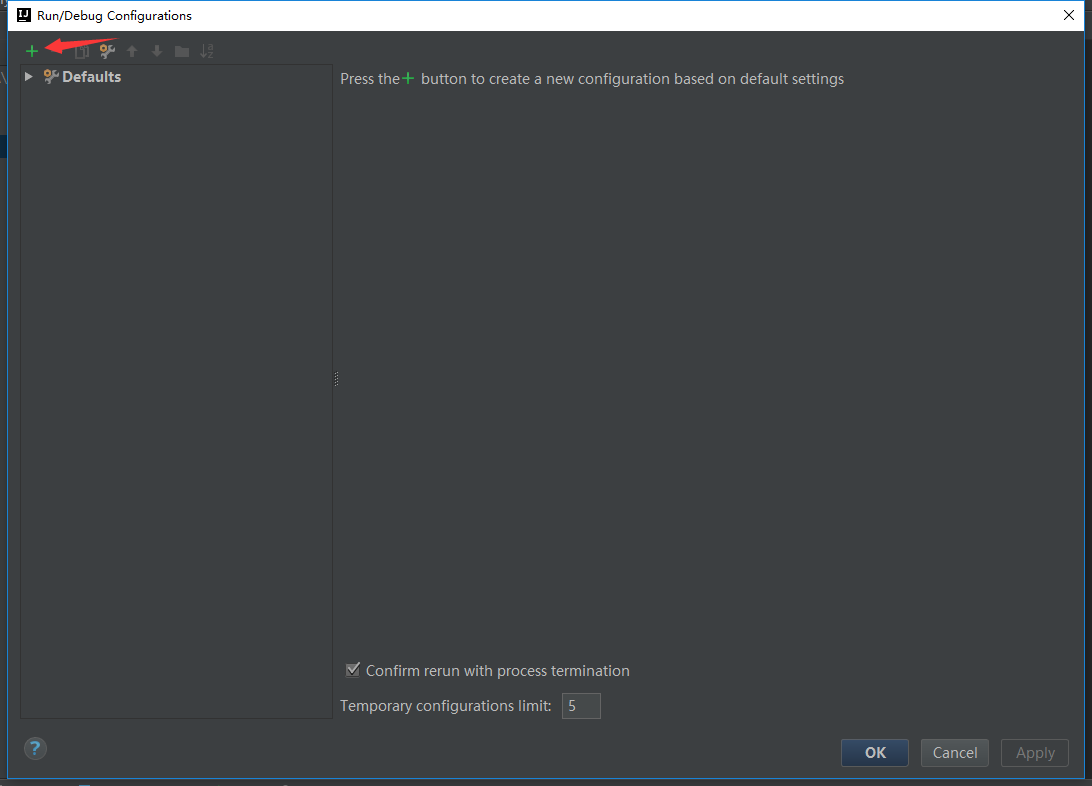 IJ Run/Debug Configurations
Defaults
Press the + button to create a new configuration based on default settings
Confirm rerun with process termination
Temporary configurations limit: 5
?
OK Cancel Apply